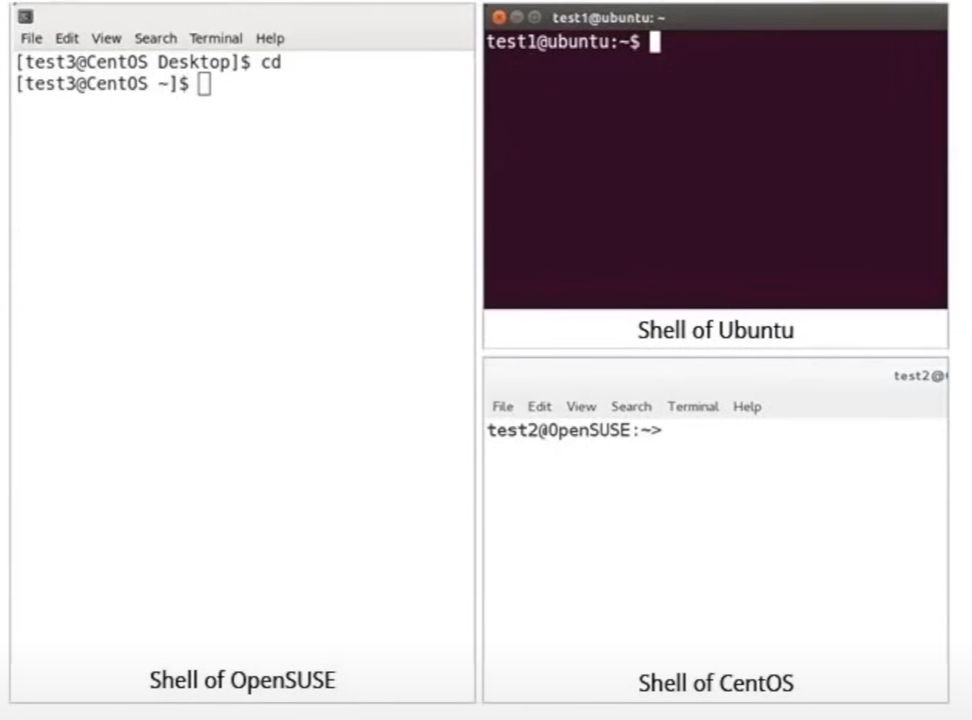 File Edit View Search Terminal Help
[test3@CentOS Desktop]$ cd
[test3@CentOS ~]$
Shell of OpenSUSE
test1@ubuntu: ~
test1@ubuntu:~$
Shell of Ubuntu
test2@
File Edit View Search Terminal Help
test2@OpenSUSE:~>
Shell of CentOS